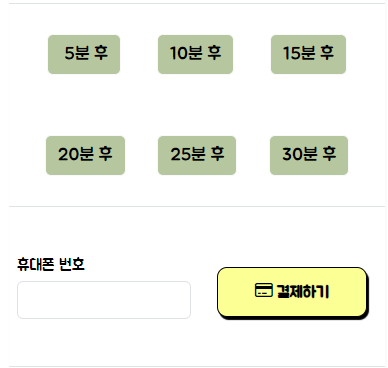 5분 후 10분 후 15분 후
20분 후 25분 후 30분 후
휴대폰 번호
결제하기